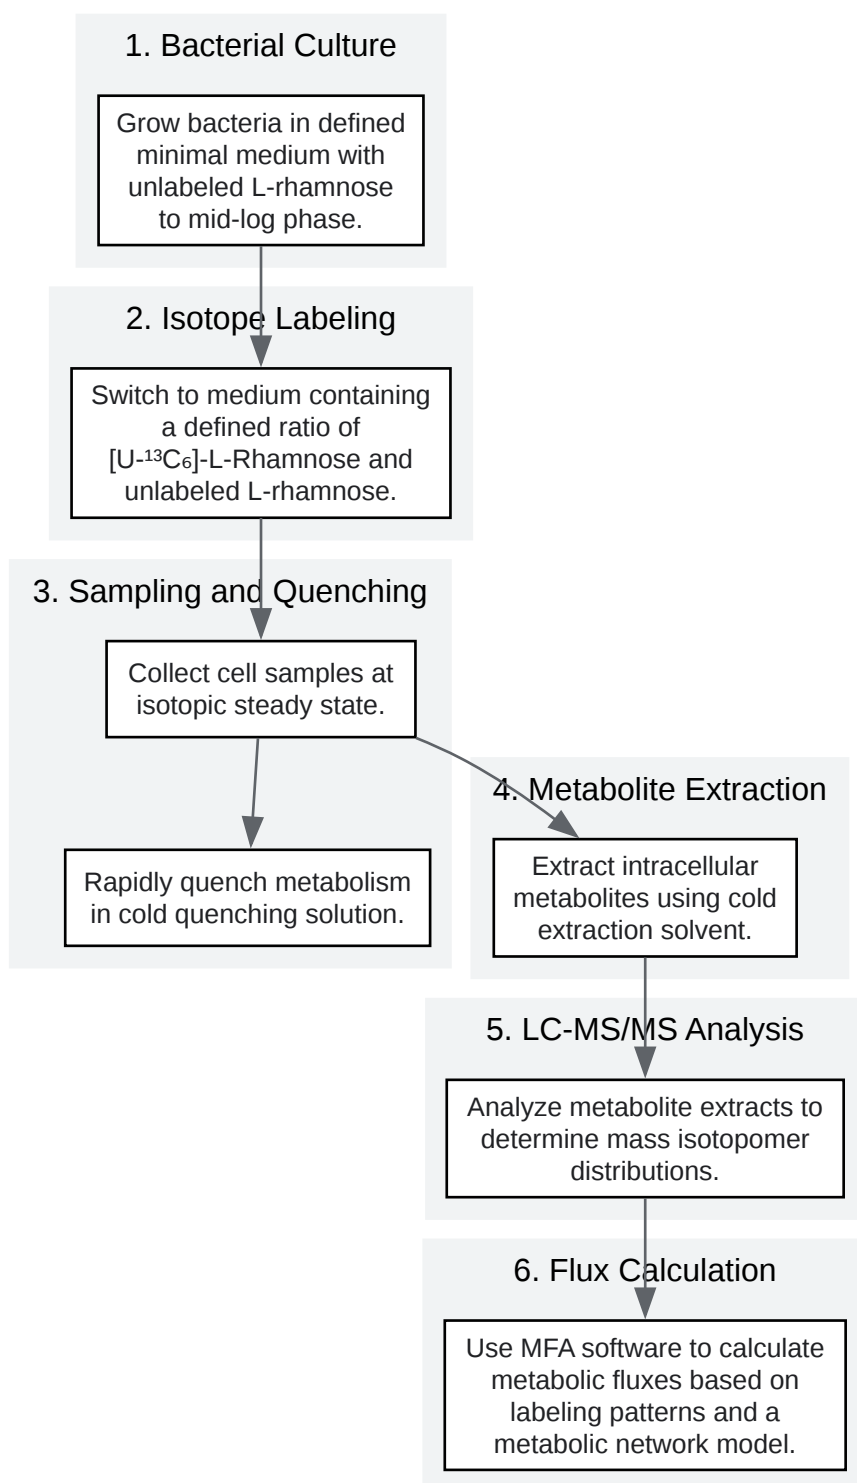 1. Bacterial Culture
Grow bacteria in defined
minimal medium with
unlabeled L-rhamnose
to mid-log phase.
2. Isotope Labeling
Switch to medium containing
a defined ratio of
[U-¹³C₆]-L-Rhamnose and
unlabeled L-rhamnose.
3. Sampling and Quenching
Collect cell samples at
isotopic steady state.
Rapidly quench metabolism
in cold quenching solution.
4. Metabolite Extraction
Extract intracellular
metabolites using cold
extraction solvent.
5. LC-MS/MS Analysis
Analyze metabolite extracts to
determine mass isotopomer
distributions.
6. Flux Calculation
Use MFA software to calculate
metabolic fluxes based on
labeling patterns and a
metabolic network model.